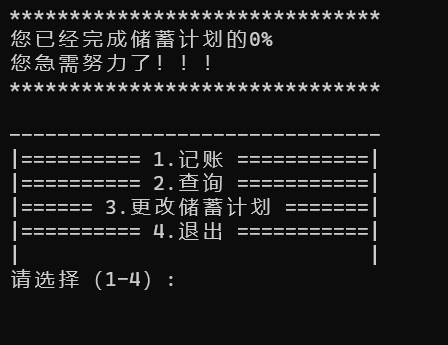 *******************************
您已经完成储蓄计划的0%
您急需努力了！！！
*******************************
_______________________________
|========== 1.记账 ===========|
|========== 2.查询 ===========|
|====== 3.更改储蓄计划 =======|
|========== 4.退出 ===========|
|                             |
请选择（1-4）: